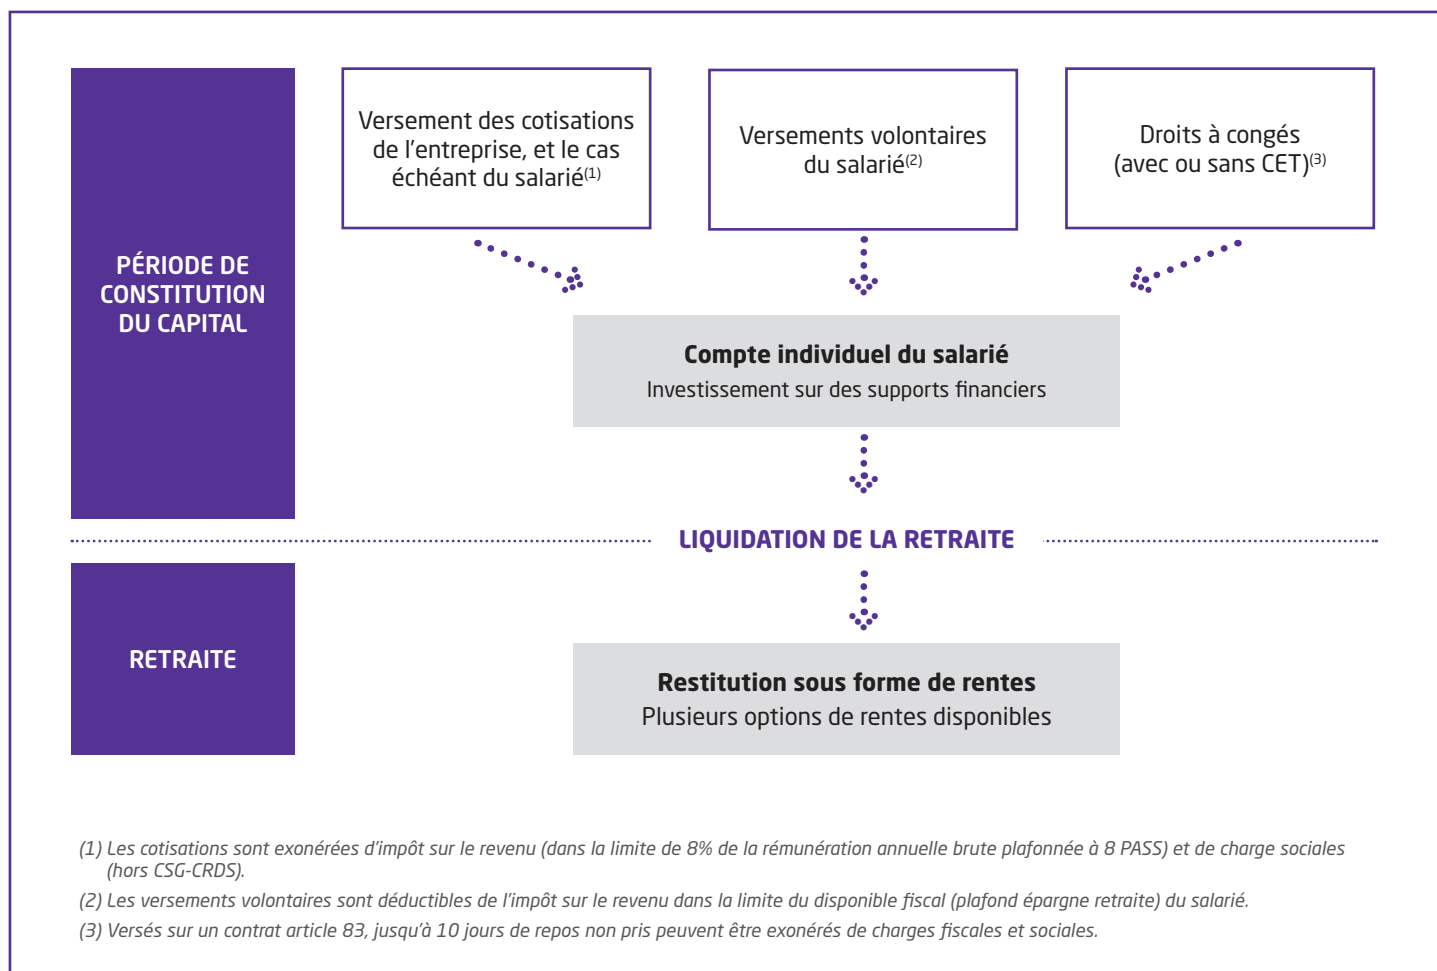 Versement des cotisations
de l'entreprise, et le cas
échéant du salarié(1)
Versements volontaires
du salarié(2)
Droits à congés
(avec ou sans CET)(3)
PÉRIODE DE
CONSTITUTION
DU CAPITAL
Compte individuel du salarié
Investissement sur des supports financiers
LIQUIDATION DE LA RETRAITE
RETRAITE
Restitution sous forme de rentes
Plusieurs options de rentes disponibles
(1) Les cotisations sont exonérées d'impôt sur le revenu (dans la limite de 8% de la rémunération annuelle brute plafonnée à 8 PASS) et de charge sociales
(hors CSG-CRDS).
(2) Les versements volontaires sont déductibles de l'impôt sur le revenu dans la limite du disponible fiscal (plafond épargne retraite) du salarié.
(3) Versés sur un contrat article 83, jusqu'à 10 jours de repos non pris peuvent être exonérés de charges fiscales et sociales.